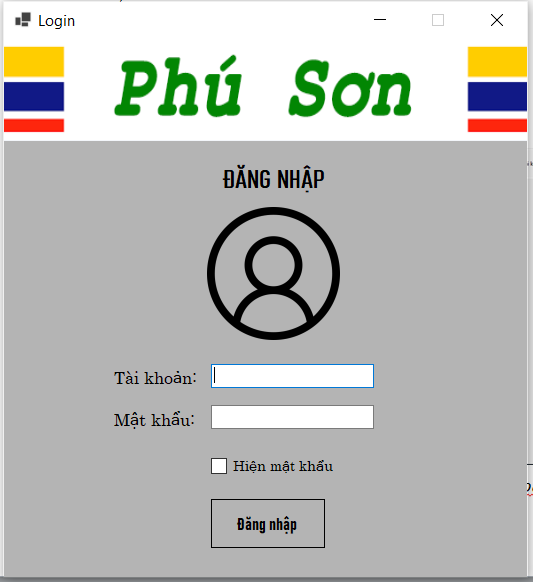 Login
Phú Sơn
ĐĂNG NHẬP
Tài khoản:
Mật khẩu:
Hiện mật khẩu
Đăng nhập